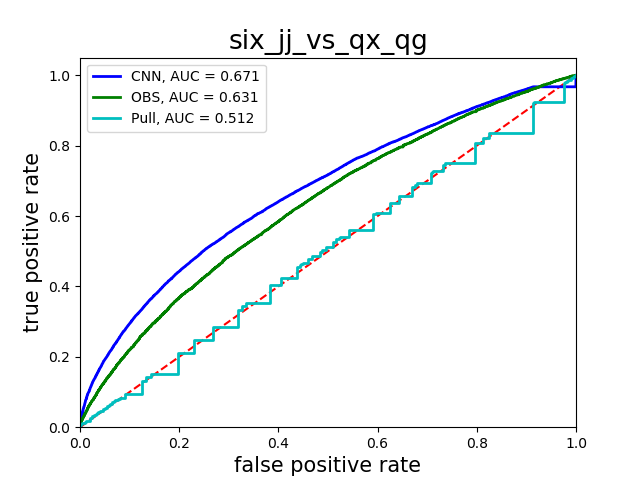 six_jj_vs_qx_qg
CNN, AUC = 0.671
OBS, AUC = 0.631
Pull, AUC = 0.512
true positive rate
1.0
0.8
0.6
0.4
0.2
0.0
0.0 0.2 0.4 0.6 0.8 1.0
false positive rate